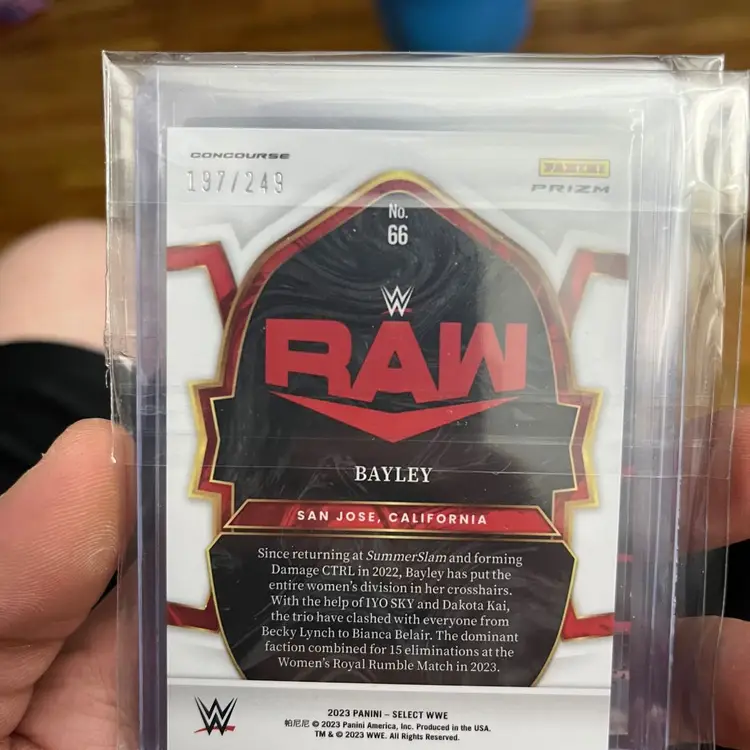 CONCOURSE
197/249
PANINI
PRIZM
No.
66
W
RAW
BAYLEY
SAN JOSE, CALIFORNIA
Since returning at SummerSlam and forming
Damage CTRL in 2022, Bayley has put the
entire women's division in her crosshairs.
With the help of IYO SKY and Dakota Kai,
the trio have clashed with everyone from
Becky Lynch to Bianca Belair. The dominant
faction combined for 15 eliminations at the
Women's Royal Rumble Match in 2023.
W
2023 PANINI – SELECT WWE
帕尼尼 © 2023 Panini America, Inc. Produced in the USA.
TM & © 2023 WWE. All Rights Reserved.